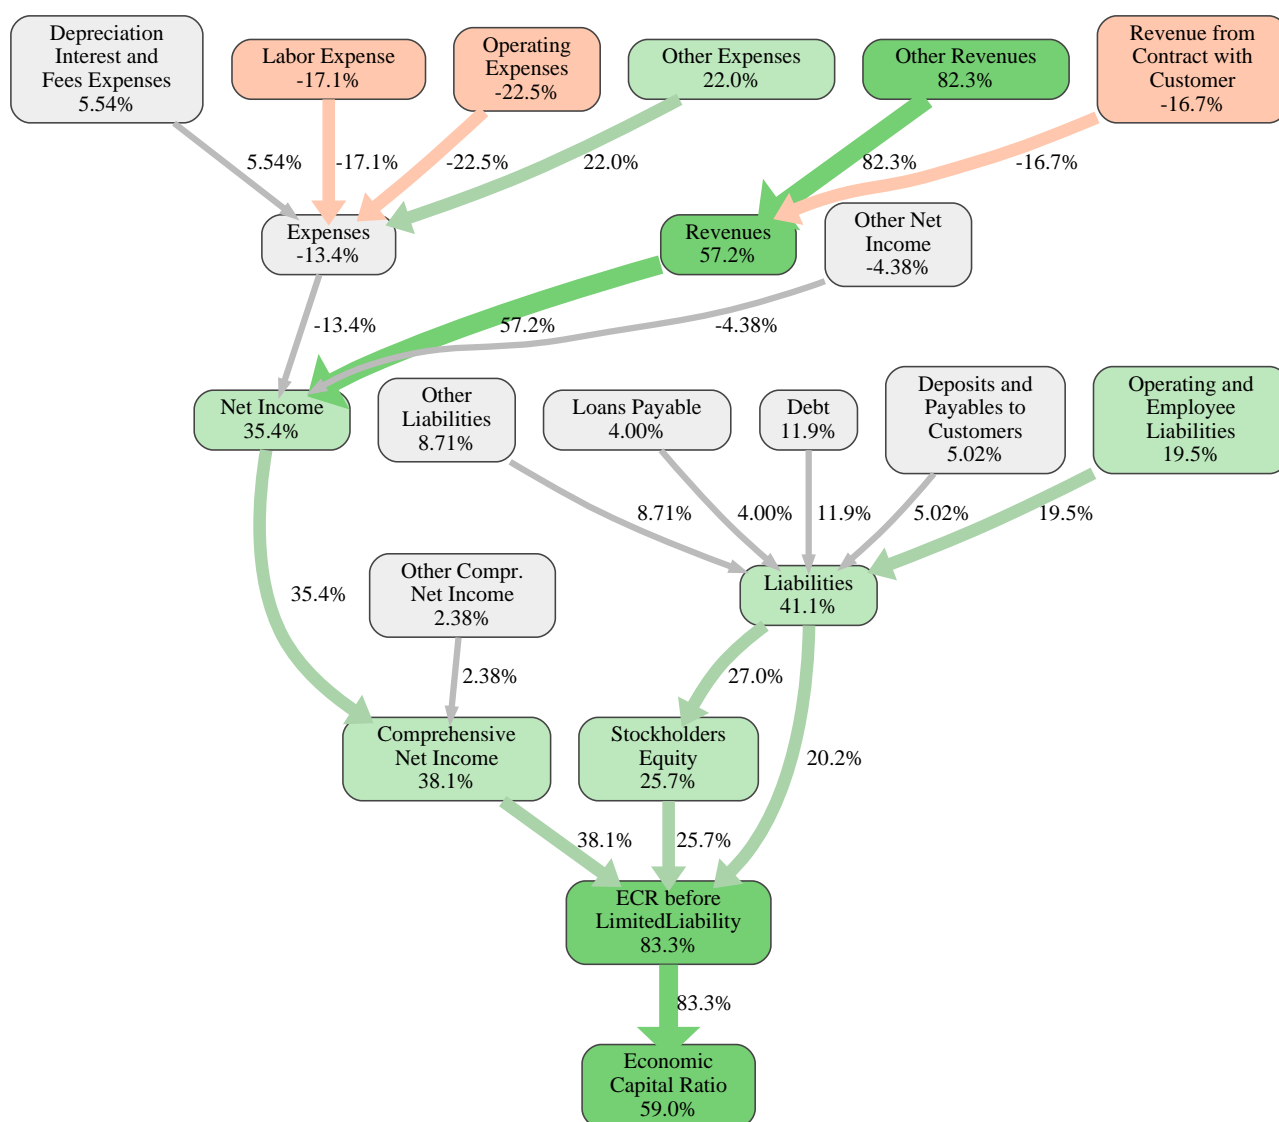 Depreciation
Interest and
Fees Expenses
5.54%
Labor Expense
-17.1%
Operating
Expenses
-22.5%
Other Expenses
22.0%
Other Revenues
82.3%
Revenue from
Contract with
Customer
-16.7%
5.54%
-17.1%
-22.5%
22.0%
82.3%
-16.7%
Expenses
-13.4%
Revenues
57.2%
Other Net
Income
-4.38%
-13.4%
57.2%
-4.38%
Net Income
35.4%
Other
Liabilities
8.71%
Loans Payable
4.00%
Debt
11.9%
Deposits and
Payables to
Customers
5.02%
Operating and
Employee
Liabilities
19.5%
8.71%
4.00%
11.9%
5.02%
19.5%
35.4%
Other Compr.
Net Income
2.38%
Liabilities
41.1%
2.38%
27.0%
20.2%
Comprehensive
Net Income
38.1%
Stockholders
Equity
25.7%
38.1%
25.7%
ECR before
LimitedLiability
83.3%
83.3%
Economic
Capital Ratio
59.0%